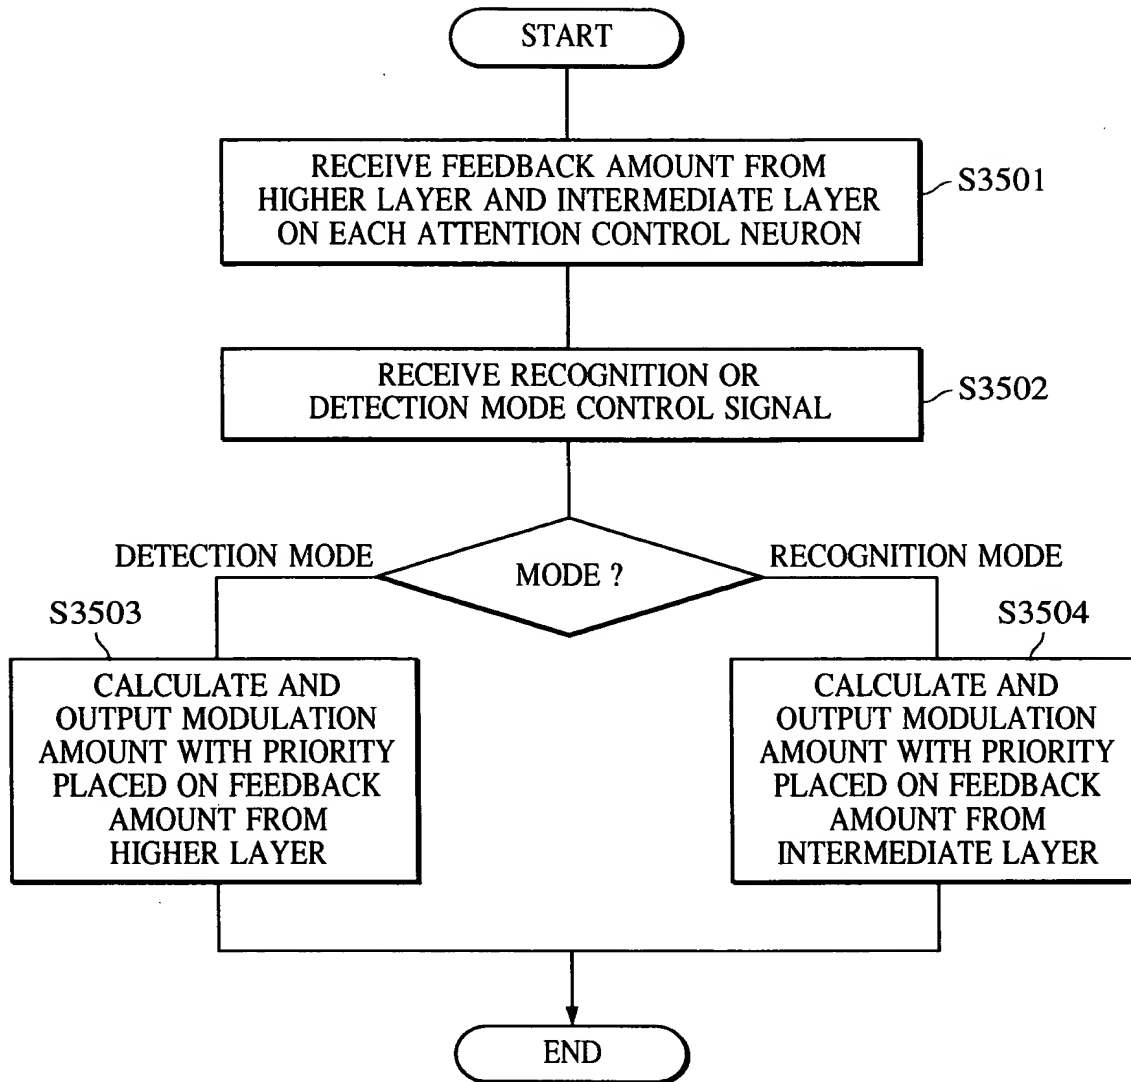 START
RECEIVE FEEDBACK AMOUNT FROM
HIGHER LAYER AND INTERMEDIATE LAYER
ON EACH ATTENTION CONTROL NEURON
S3501
RECEIVE RECOGNITION OR
DETECTION MODE CONTROL SIGNAL
S3502
DETECTION MODE
MODE ?
RECOGNITION MODE
S3503
CALCULATE AND
OUTPUT MODULATION
AMOUNT WITH PRIORITY
PLACED ON FEEDBACK
AMOUNT FROM
HIGHER LAYER
S3504
CALCULATE AND
OUTPUT MODULATION
AMOUNT WITH PRIORITY
PLACED ON FEEDBACK
AMOUNT FROM
INTERMEDIATE LAYER
END